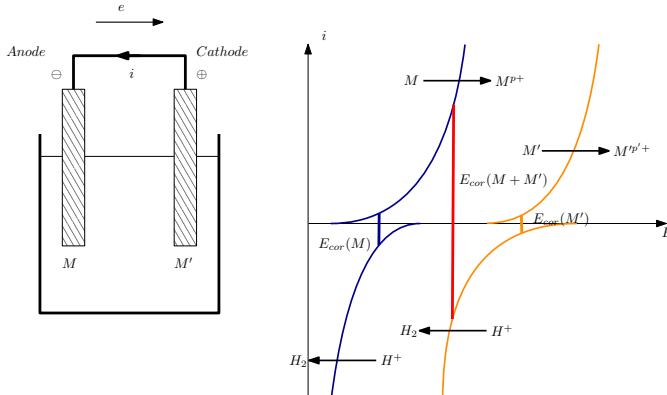 e
Anode
Cathode
⊖
i
⊕
M
M′
i
M
M^{p+}
M′
M′^{p′+}
E_{cor}(M + M′)
E_{cor}(M′)
E_{cor}(M)
H_2
H^+
H_2
H^+